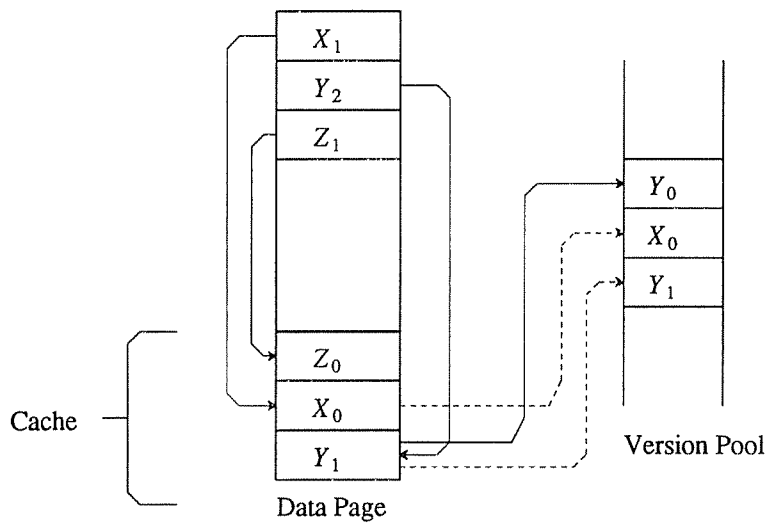 X₁
Y₂
Z₁
Z₀
X₀
Y₁
Data Page
Cache
Y₀
X₀
Y₁
Version Pool